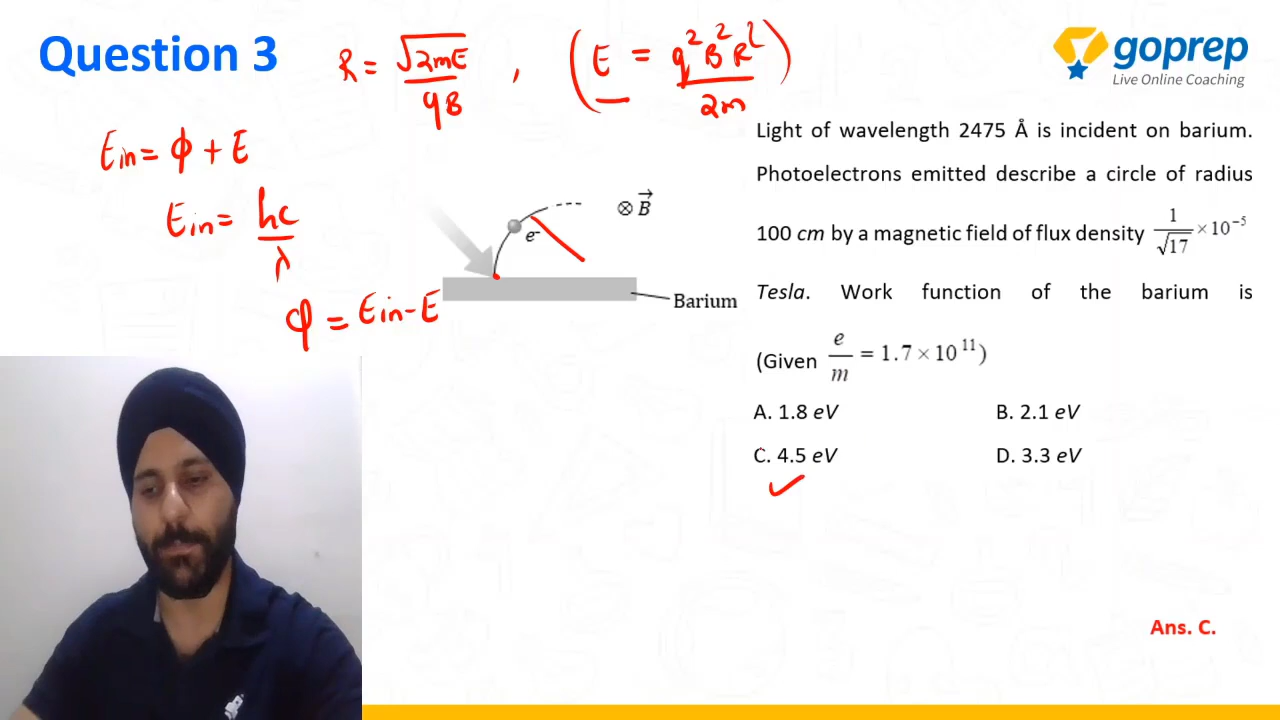 Question 3
R = √2mE / qB , (E = q²B²R² / 2m)
goprep
Live Online Coaching
Ein = ϕ + E
Ein = hc / λ
φ = Ein - E
Light of wavelength 2475 Å is incident on barium.
Photoelectrons emitted describe a circle of radius
100 cm by a magnetic field of flux density 1/√17 × 10⁻⁵
Tesla. Work function of the barium is
(Given e/m = 1.7 × 10¹¹)
⊗ B⃗
e⁻
Barium
A. 1.8 eV B. 2.1 eV
C. 4.5 eV D. 3.3 eV
Ans. C.